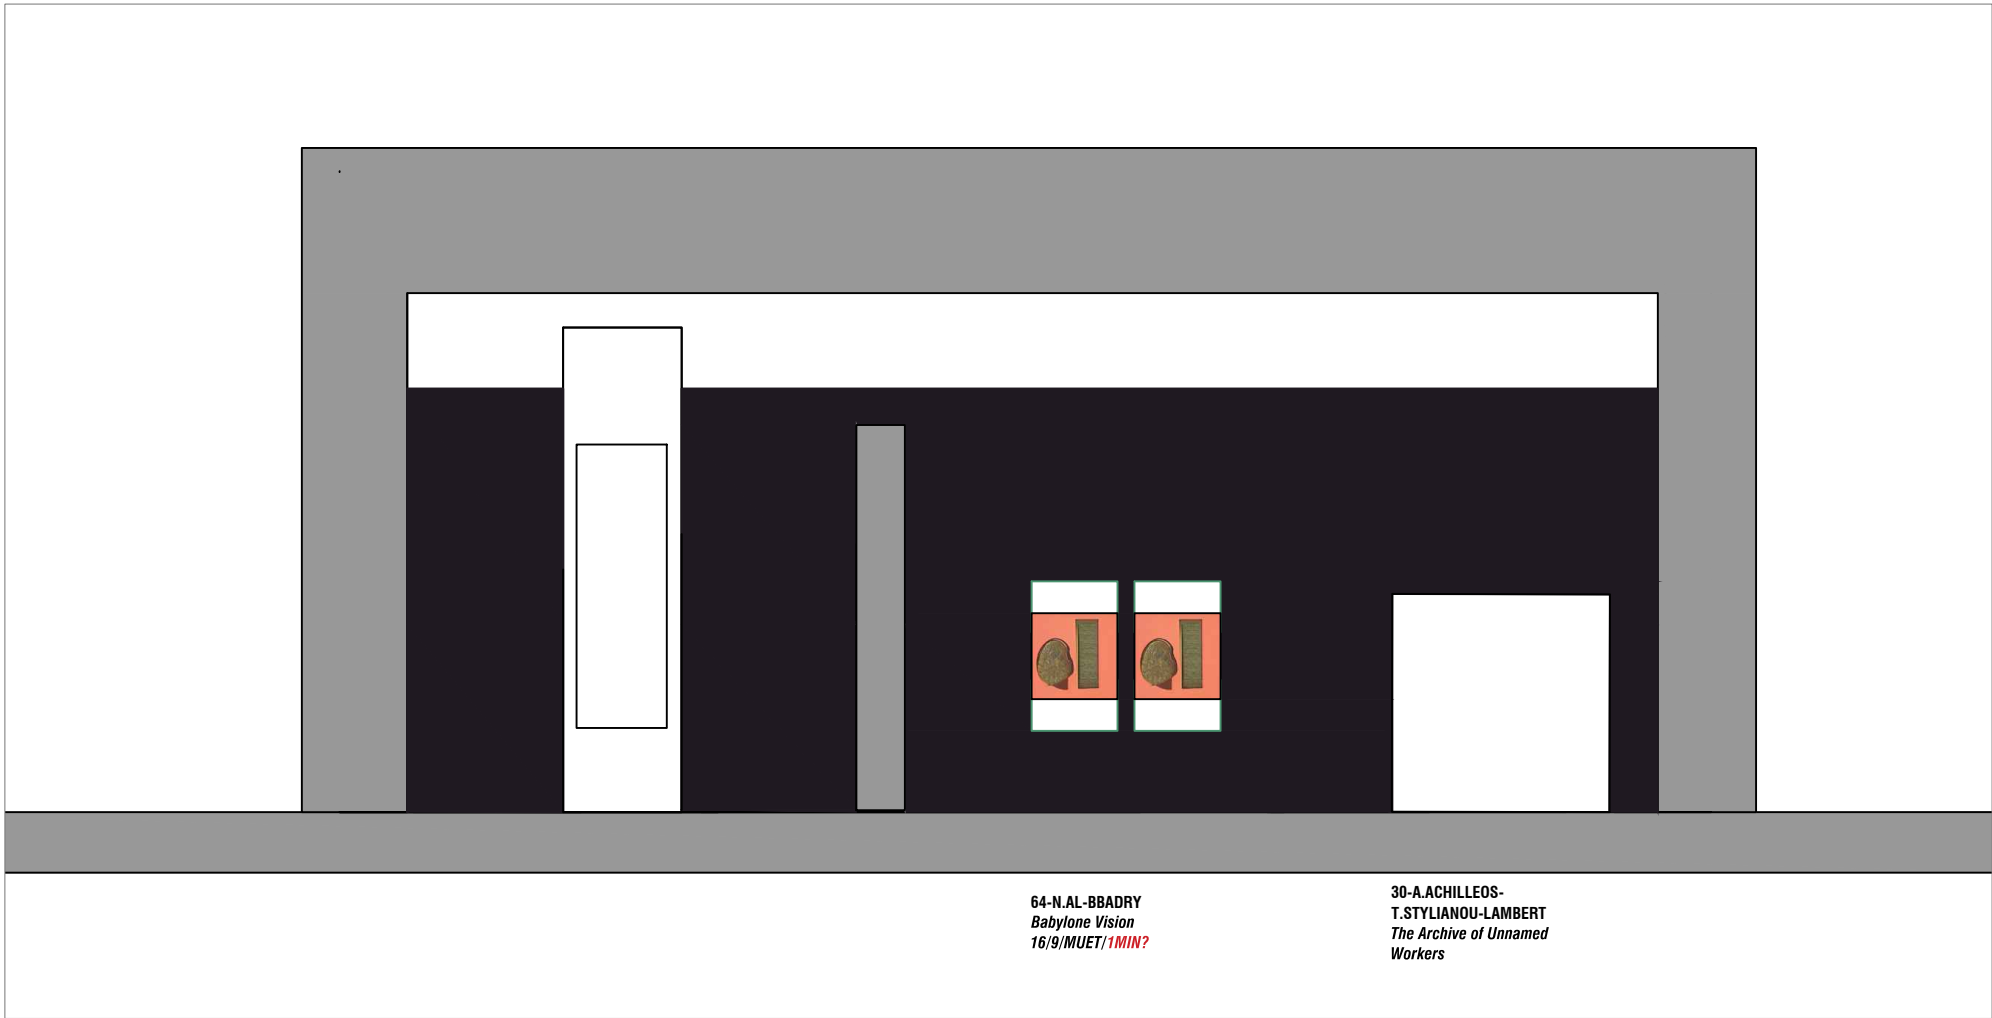 64-N.AL-BBADRY
Babylone Vision
16/9/MUET/1MIN?
30-A.ACHILLEOS-
T.STYLIANOU-LAMBERT
The Archive of Unnamed
Workers